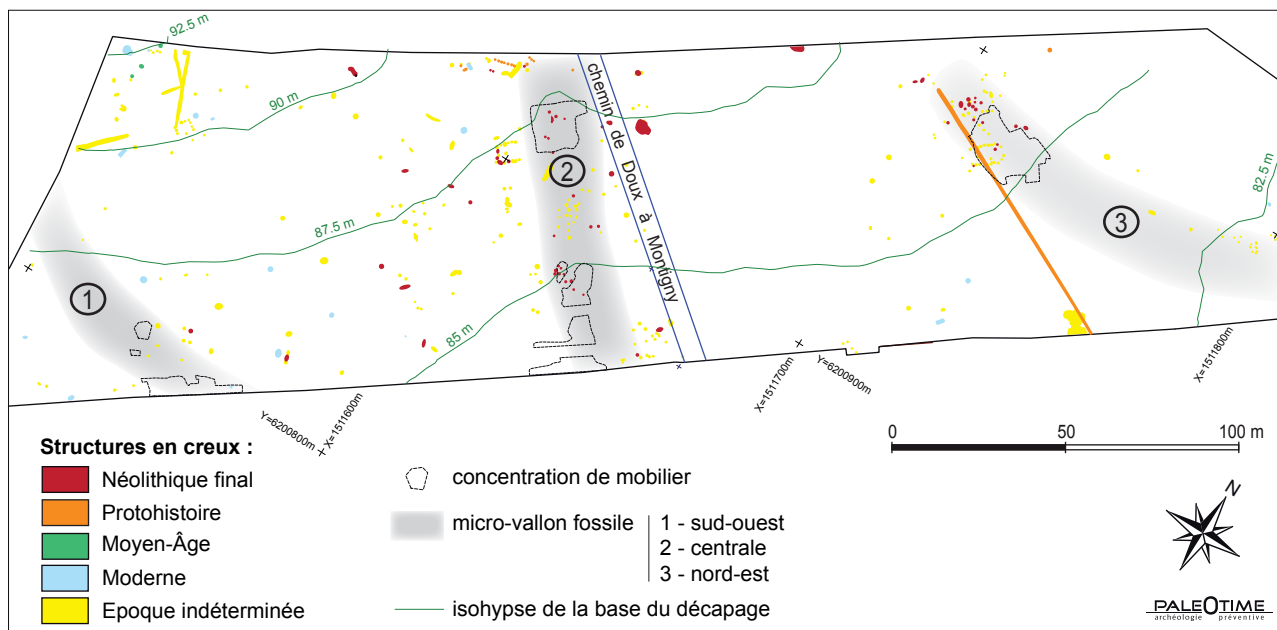 92.5 m
90 m
87.5 m
85 m
82.5 m
chemin de Doux à Montigny
1
2
3
Y=6200800m
X=1511600m
X=1511700m
Y=6200900m
X=1511800m
0 50 100 m
Structures en creux :
Néolithique final
Protohistoire
Moyen-Âge
Moderne
Epoque indéterminée
concentration de mobilier
micro-vallon fossile
1 - sud-ouest
2 - centrale
3 - nord-est
isohypse de la base du décapage
N
PALEOTIME
archéologie préventive